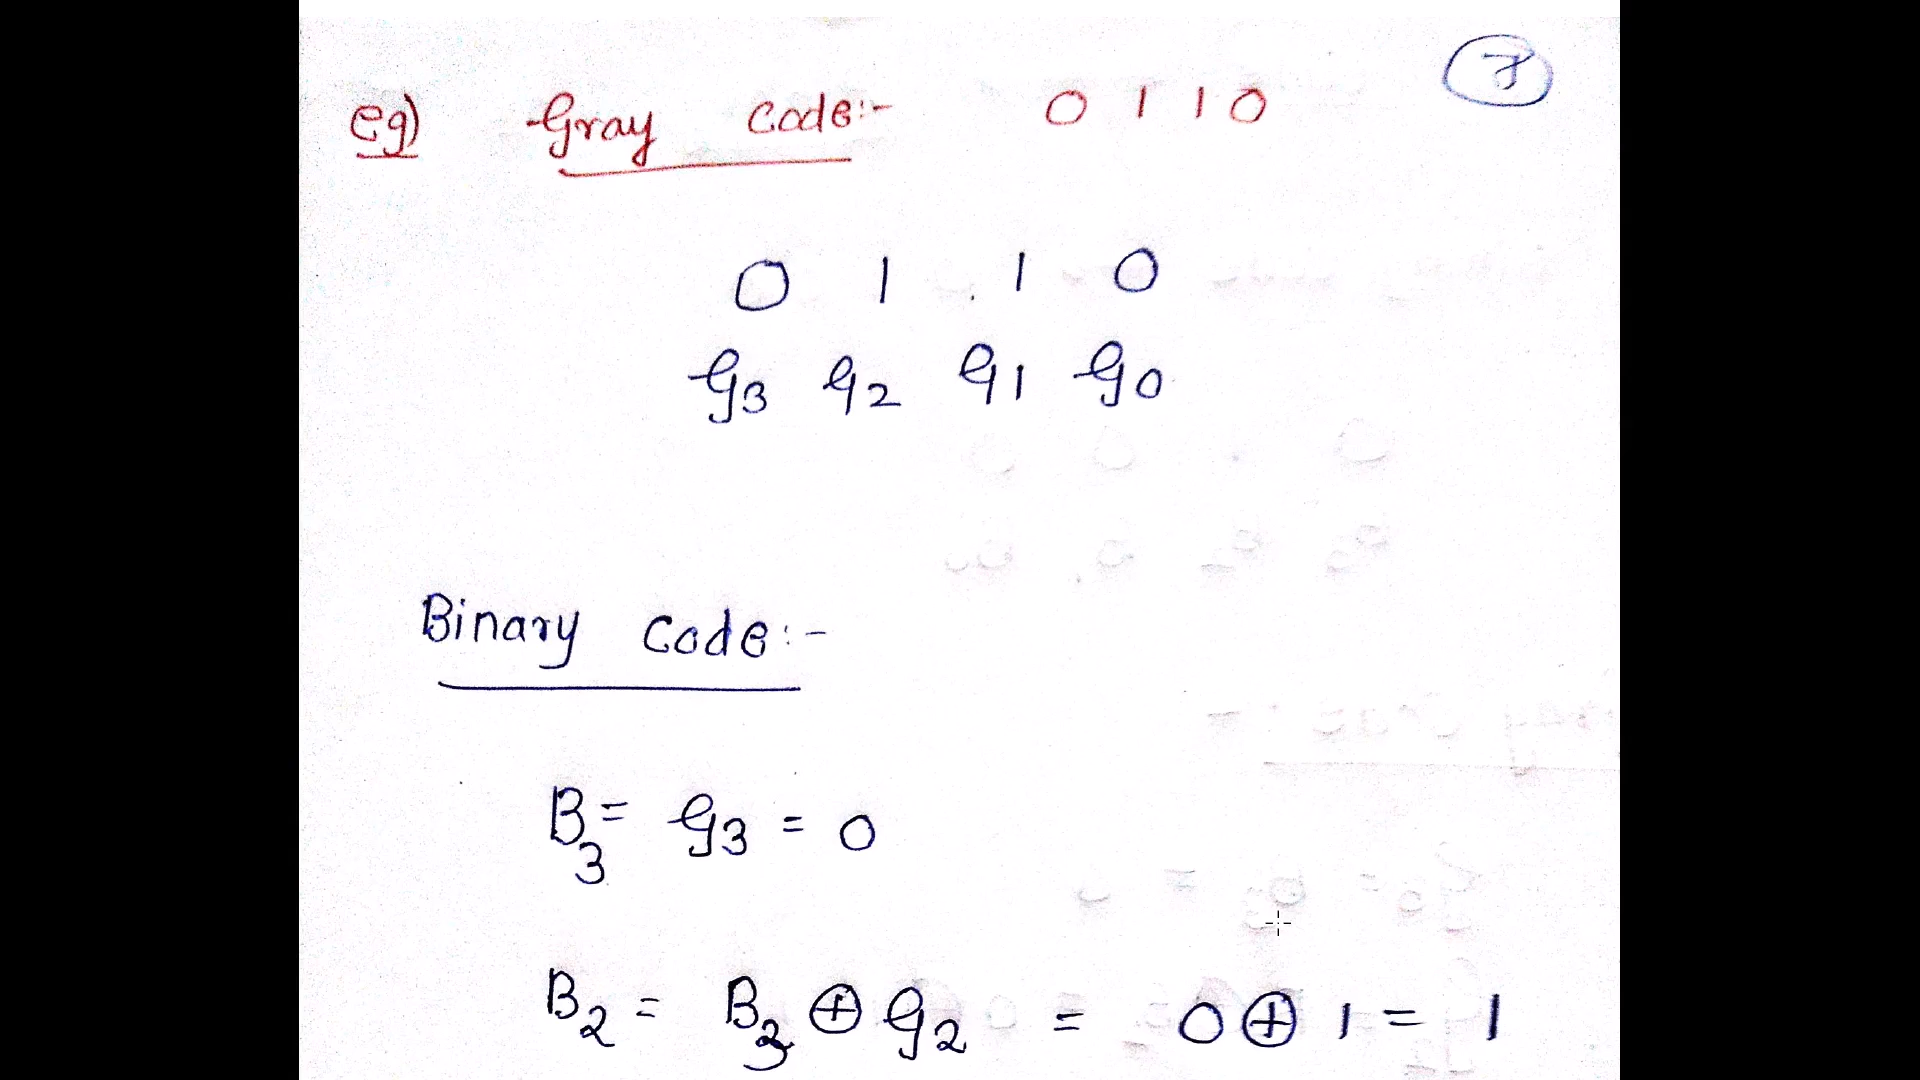 eg) Gray Code:- 0 1 1 0
7
0 1 1 0
G3 G2 G1 G0
Binary Code:-
B3 = G3 = 0
B2 = B3 ⊕ G2 = 0 ⊕ 1 = 1